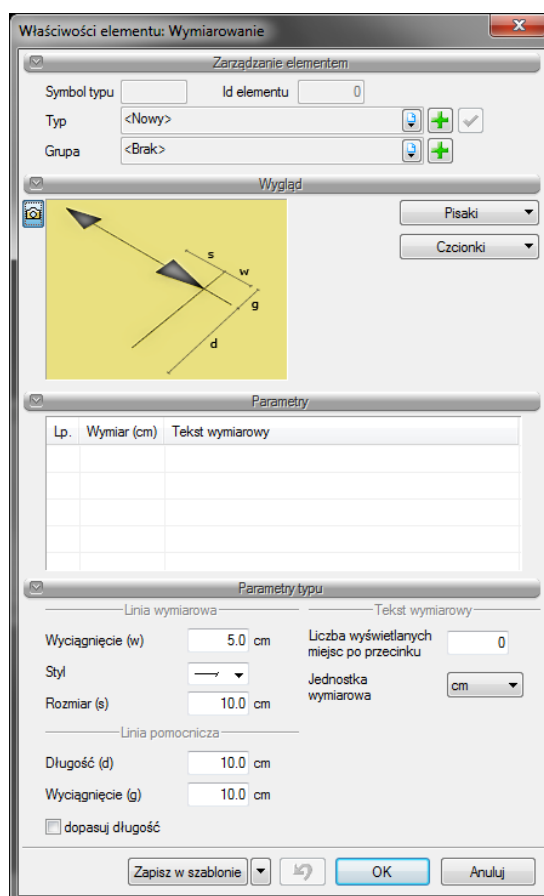 Właściwości elementu: Wymiarowanie
Zarządzanie elementem
Symbol typu Id elementu 0
Typ <Nowy>
Grupa <Brak>
Wygląd
Pisaki
Czcionki
s
w
g
d
Parametry
Lp. Wymiar (cm) Tekst wymiarowy
Parametry typu
Linia wymiarowa Tekst wymiarowy
Wyciągnięcie (w) 5.0 cm
Liczba wyświetlanych miejsc po przecinku 0
Styl
Jednostka wymiarowa cm
Rozmiar (s) 10.0 cm
Linia pomocnicza
Długość (d) 10.0 cm
Wyciągnięcie (g) 10.0 cm
dopasuj długość
Zapisz w szablonie OK Anuluj